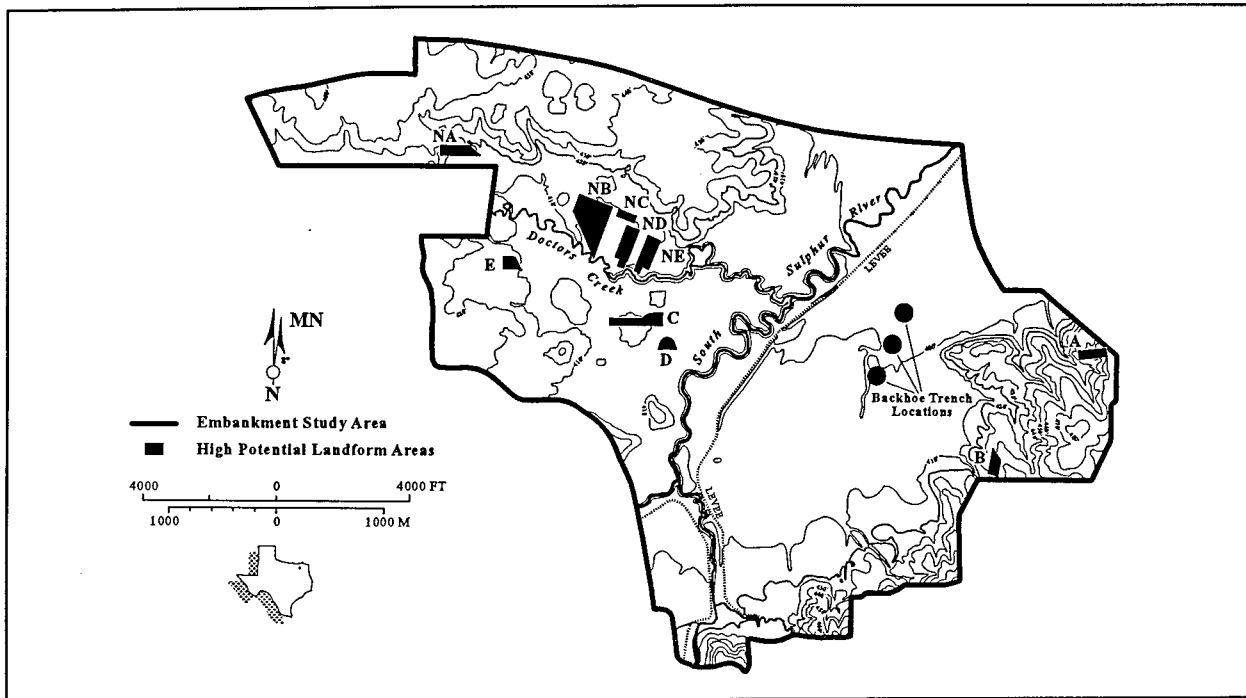 NA
NB
NC
ND
NE
E
Doctors
Creek
C
D
South
Sulphur
River
LEVEE
A
Backhoe Trench
Locations
B
LEVEE
MN
N
Embankment Study Area
High Potential Landform Areas
4000 0 4000 FT
1000 0 1000 M